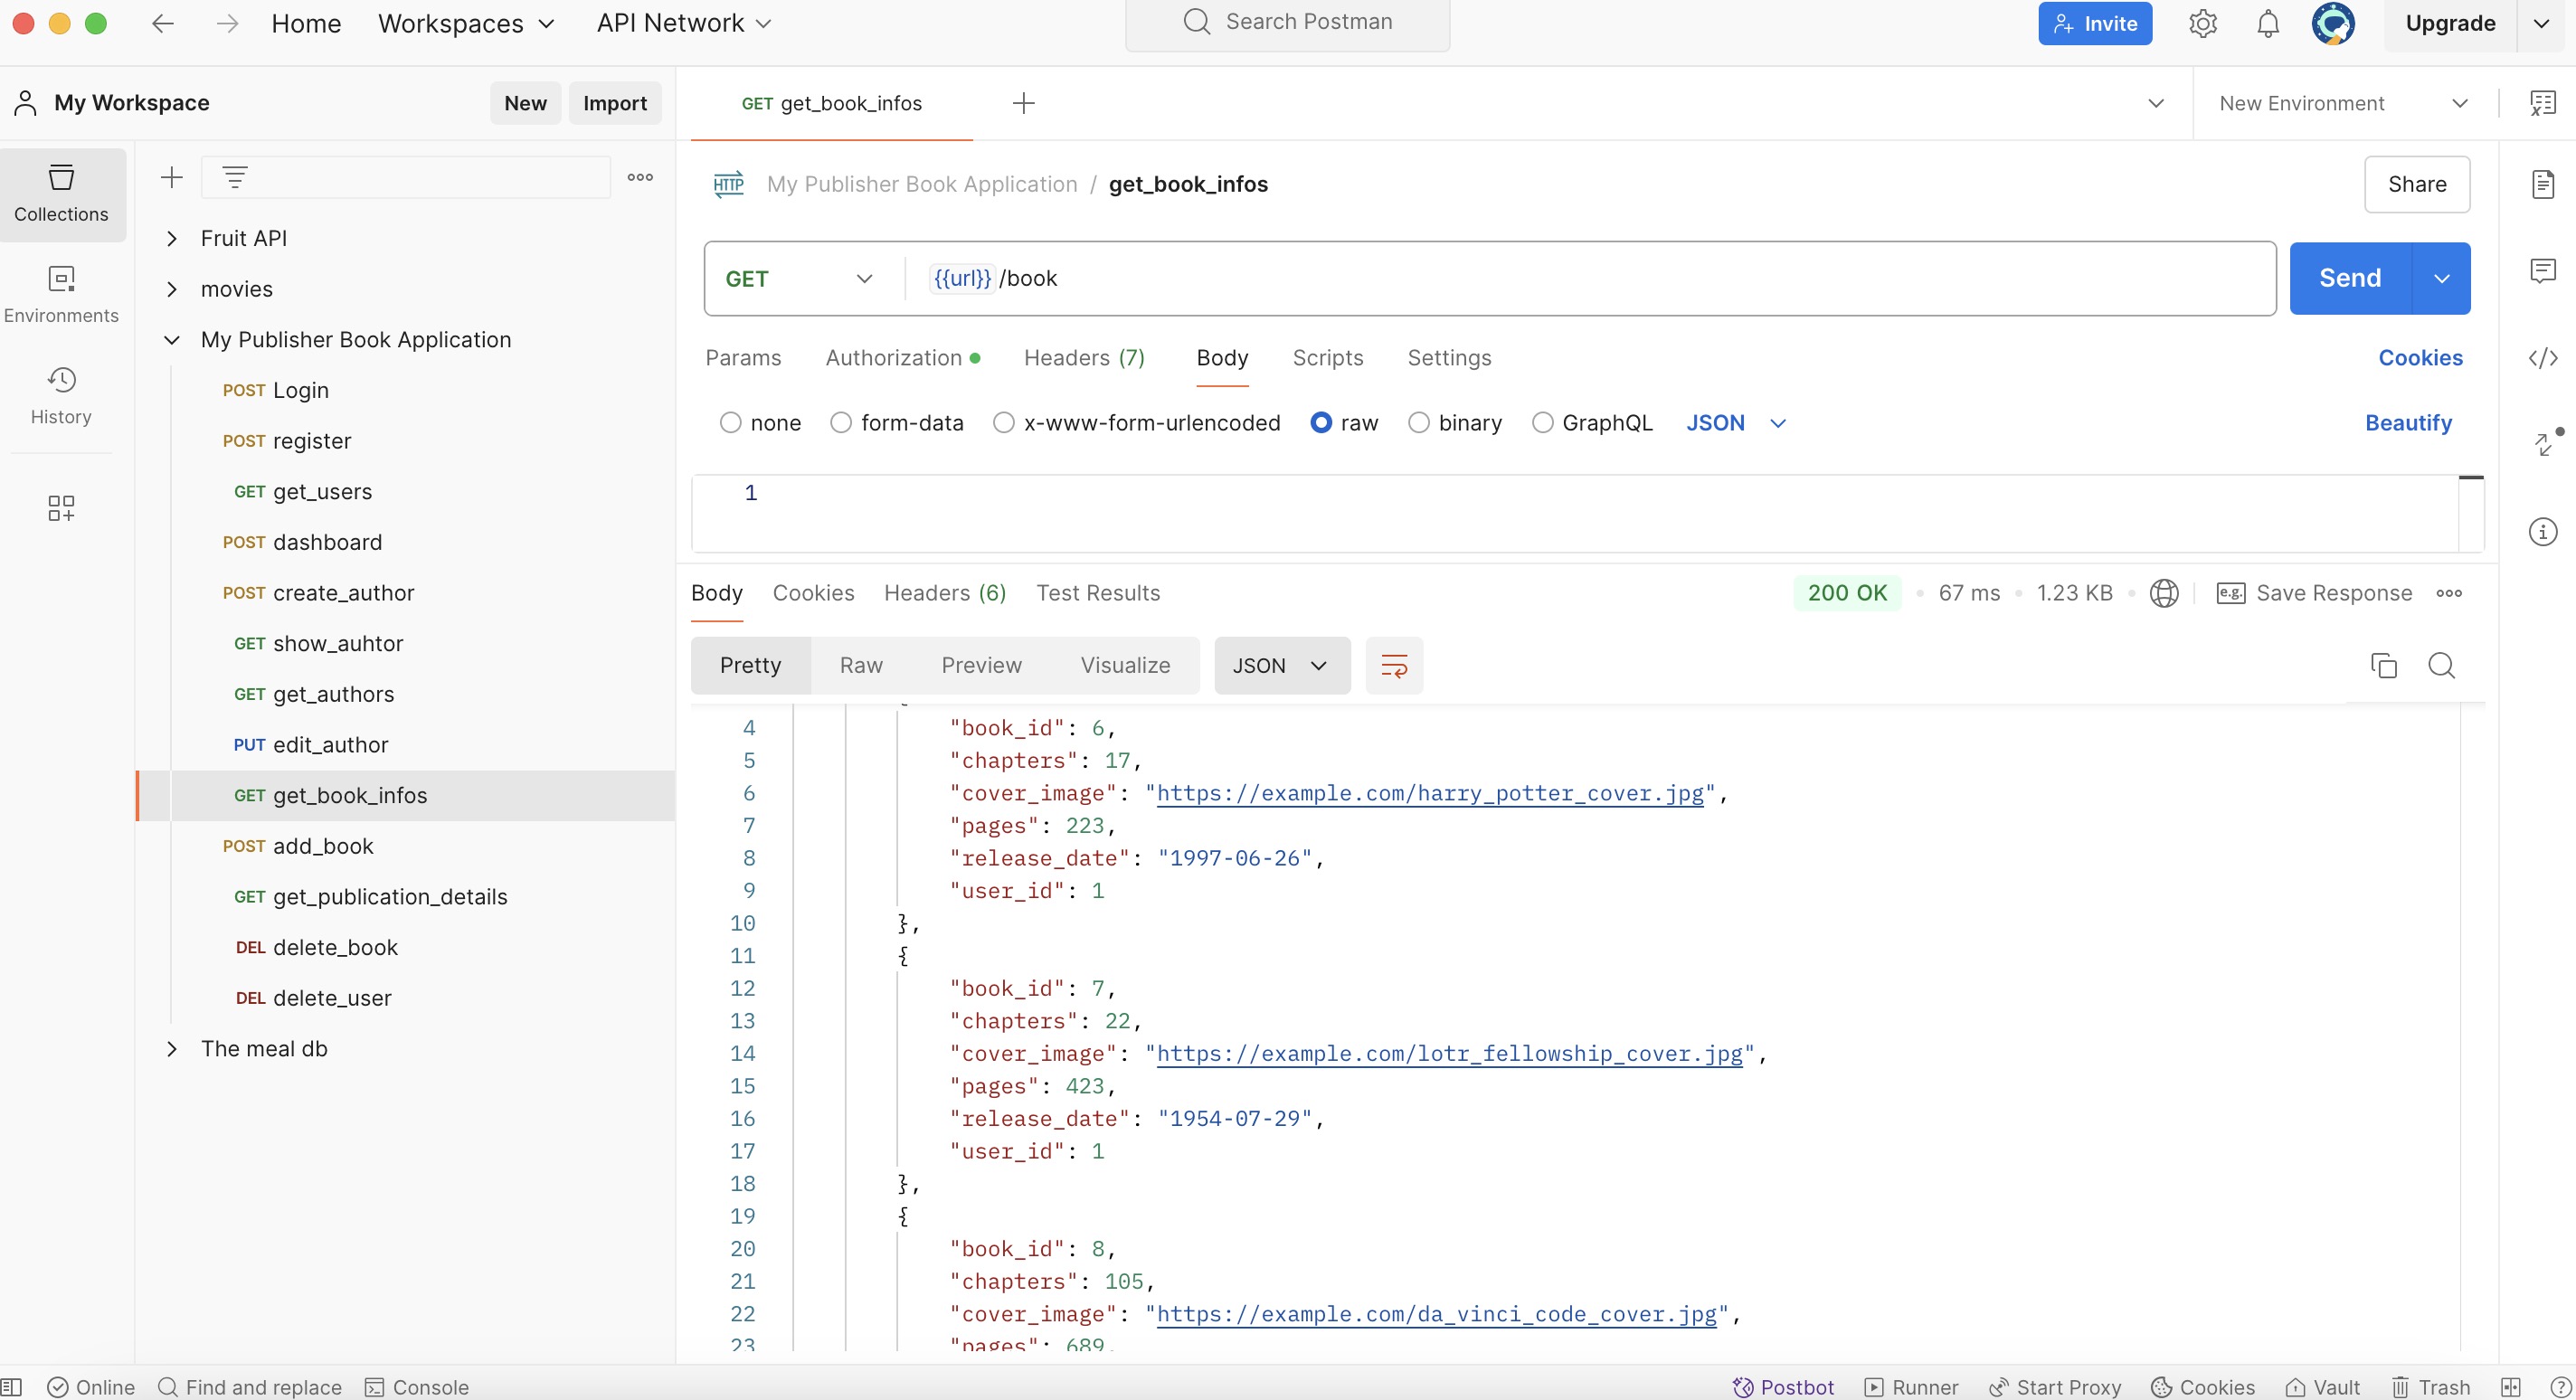 Home Workspaces API Network Search Postman Invite Upgrade
My Workspace New Import GET get_book_infos New Environment
Collections
Environments
History
Fruit API
movies
My Publisher Book Application
POST Login
POST register
GET get_users
POST dashboard
POST create_author
GET show_auhtor
GET get_authors
PUT edit_author
GET get_book_infos
POST add_book
GET get_publication_details
DEL delete_book
DEL delete_user
The meal db
HTTP My Publisher Book Application / get_book_infos Share
GET {{url}} /book Send
Params Authorization Headers (7) Body Scripts Settings Cookies
none form-data x-www-form-urlencoded raw binary GraphQL JSON Beautify
1
Body Cookies Headers (6) Test Results 200 OK 67 ms 1.23 KB e.g. Save Response
Pretty Raw Preview Visualize JSON
4 "book_id": 6,
5 "chapters": 17,
6 "cover_image": "https://example.com/harry_potter_cover.jpg",
7 "pages": 223,
8 "release_date": "1997-06-26",
9 "user_id": 1
10 },
11 {
12 "book_id": 7,
13 "chapters": 22,
14 "cover_image": "https://example.com/lotr_fellowship_cover.jpg",
15 "pages": 423,
16 "release_date": "1954-07-29",
17 "user_id": 1
18 },
19 {
20 "book_id": 8,
21 "chapters": 105,
22 "cover_image": "https://example.com/da_vinci_code_cover.jpg",
23 "pages": 689,
Online Find and replace Console Postbot Runner Start Proxy Cookies Vault Trash